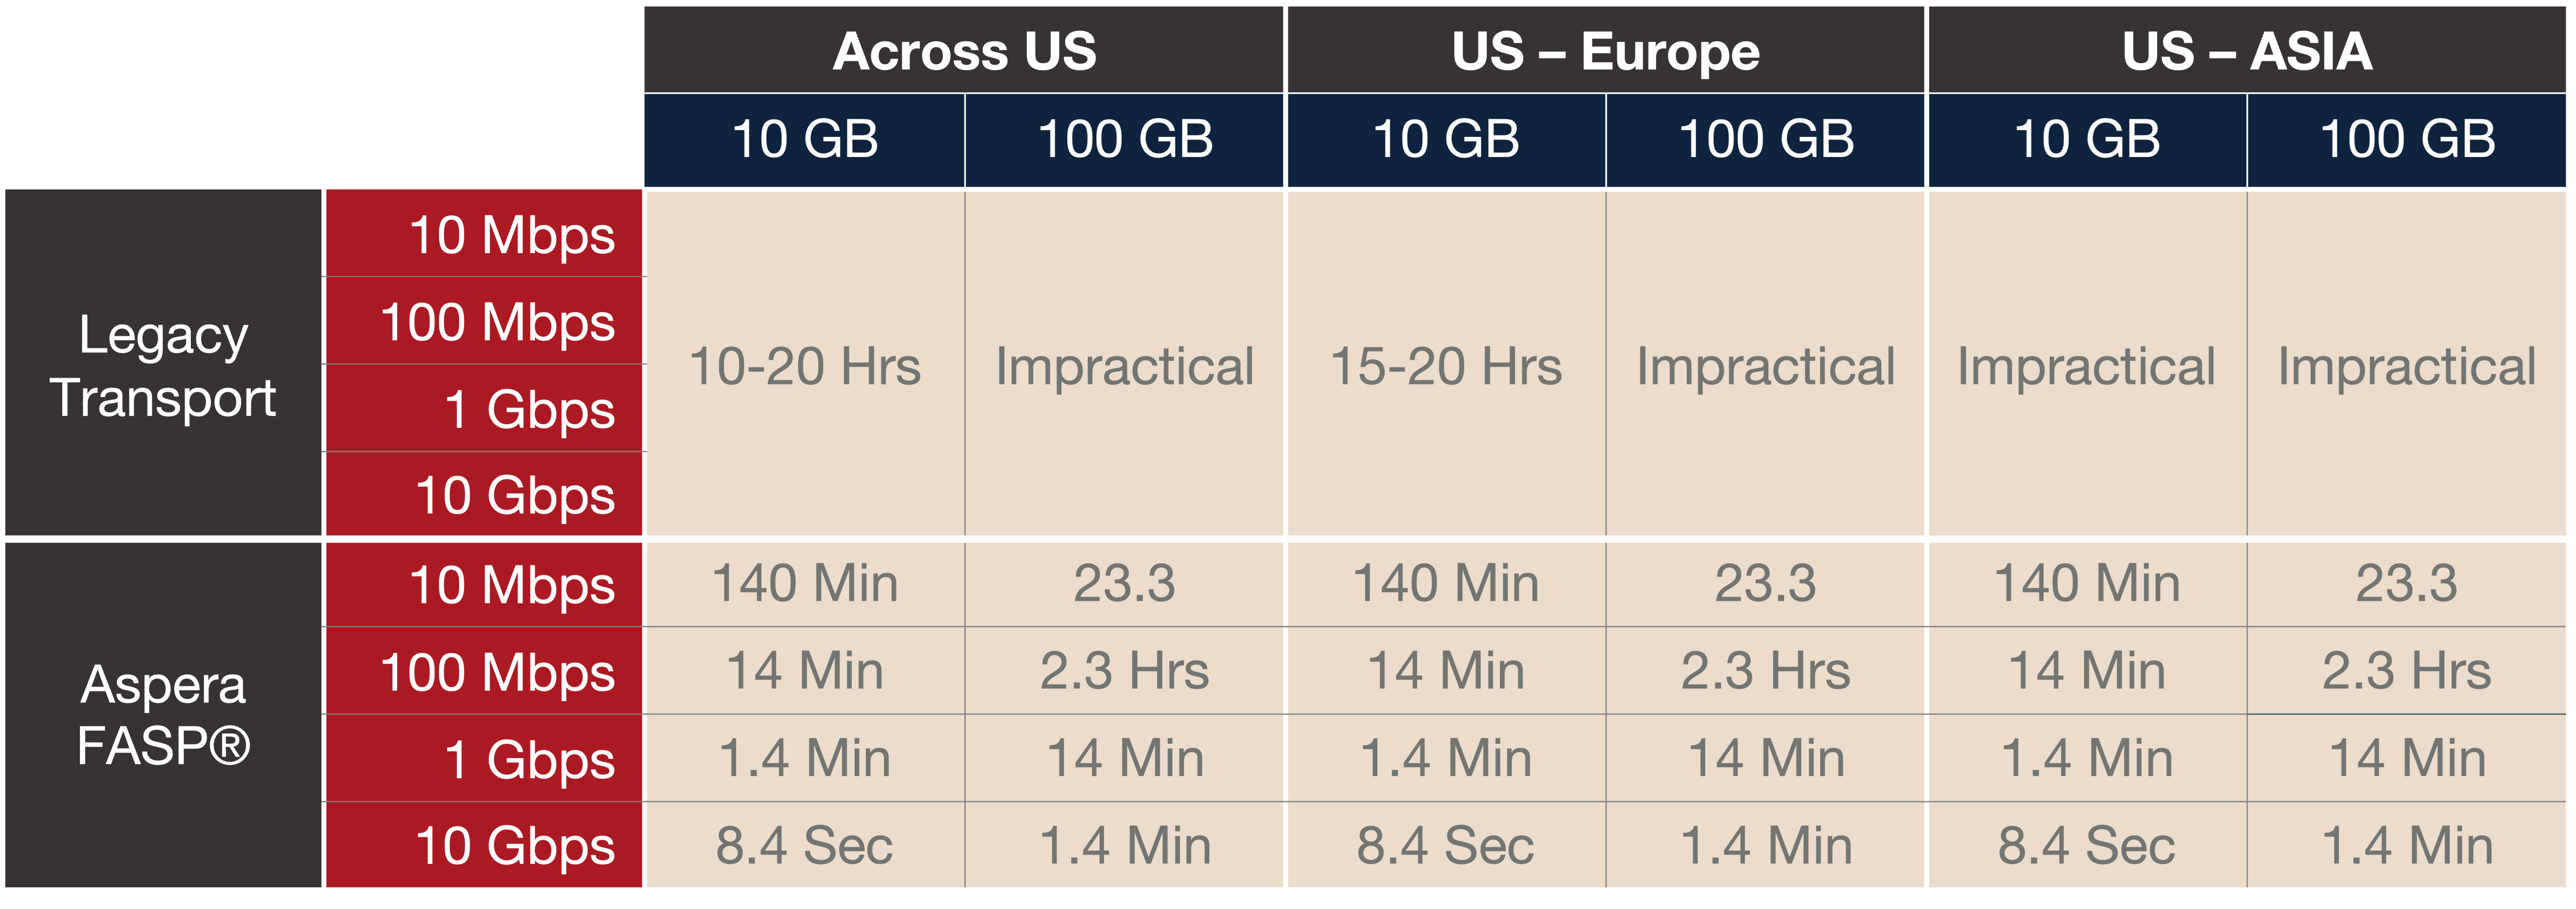 Across US US – Europe US – ASIA
10 GB 100 GB 10 GB 100 GB 10 GB 100 GB
Legacy
Transport
10 Mbps
100 Mbps
1 Gbps
10 Gbps
10-20 Hrs Impractical 15-20 Hrs Impractical Impractical Impractical
Aspera
FASP®
10 Mbps 140 Min 23.3 140 Min 23.3 140 Min 23.3
100 Mbps 14 Min 2.3 Hrs 14 Min 2.3 Hrs 14 Min 2.3 Hrs
1 Gbps 1.4 Min 14 Min 1.4 Min 14 Min 1.4 Min 14 Min
10 Gbps 8.4 Sec 1.4 Min 8.4 Sec 1.4 Min 8.4 Sec 1.4 Min